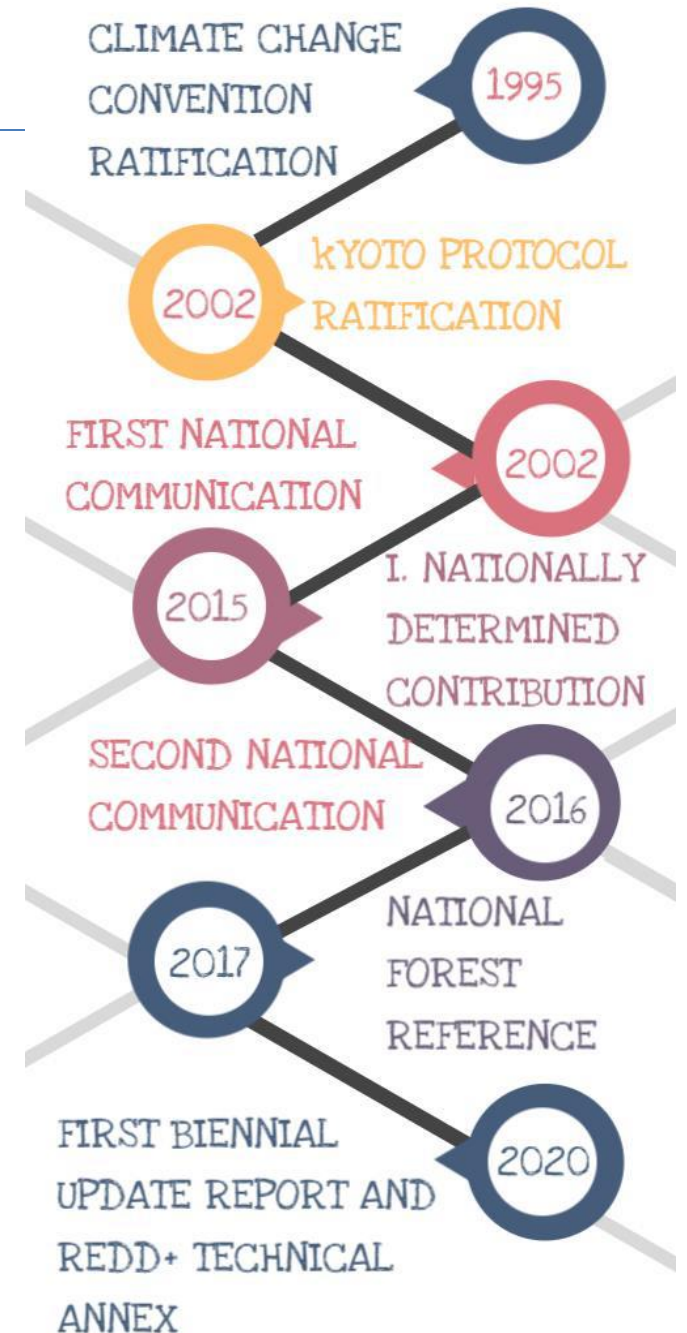 CLIMATE CHANGE
CONVENTION
RATIFICATION
1995
2002
kYOTO PROTOCOL
RATIFICATION
FIRST NATIONAL
COMMUNICATION
2002
2015
I. NATIONALLY
DETERMINED
CONTRIBUTION
SECOND NATIONAL
COMMUNICATION
2016
2017
NATIONAL
FOREST
REFERENCE
FIRST BIENNIAL
UPDATE REPORT AND
REDD+ TECHNICAL
ANNEX
2020